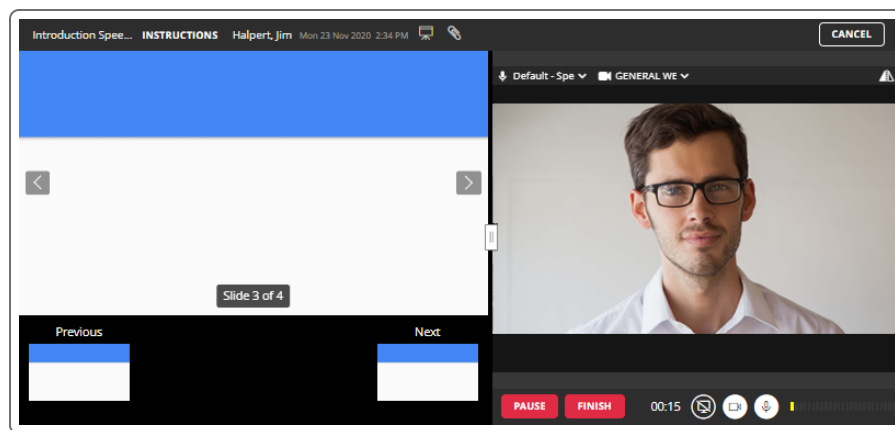 Introduction Spee... INSTRUCTIONS Halpert, Jim Mon 23 Nov 2020 2:34 PM CANCEL
Default - Spe GENERAL WE
Slide 3 of 4
Previous Next
PAUSE FINISH 00:15